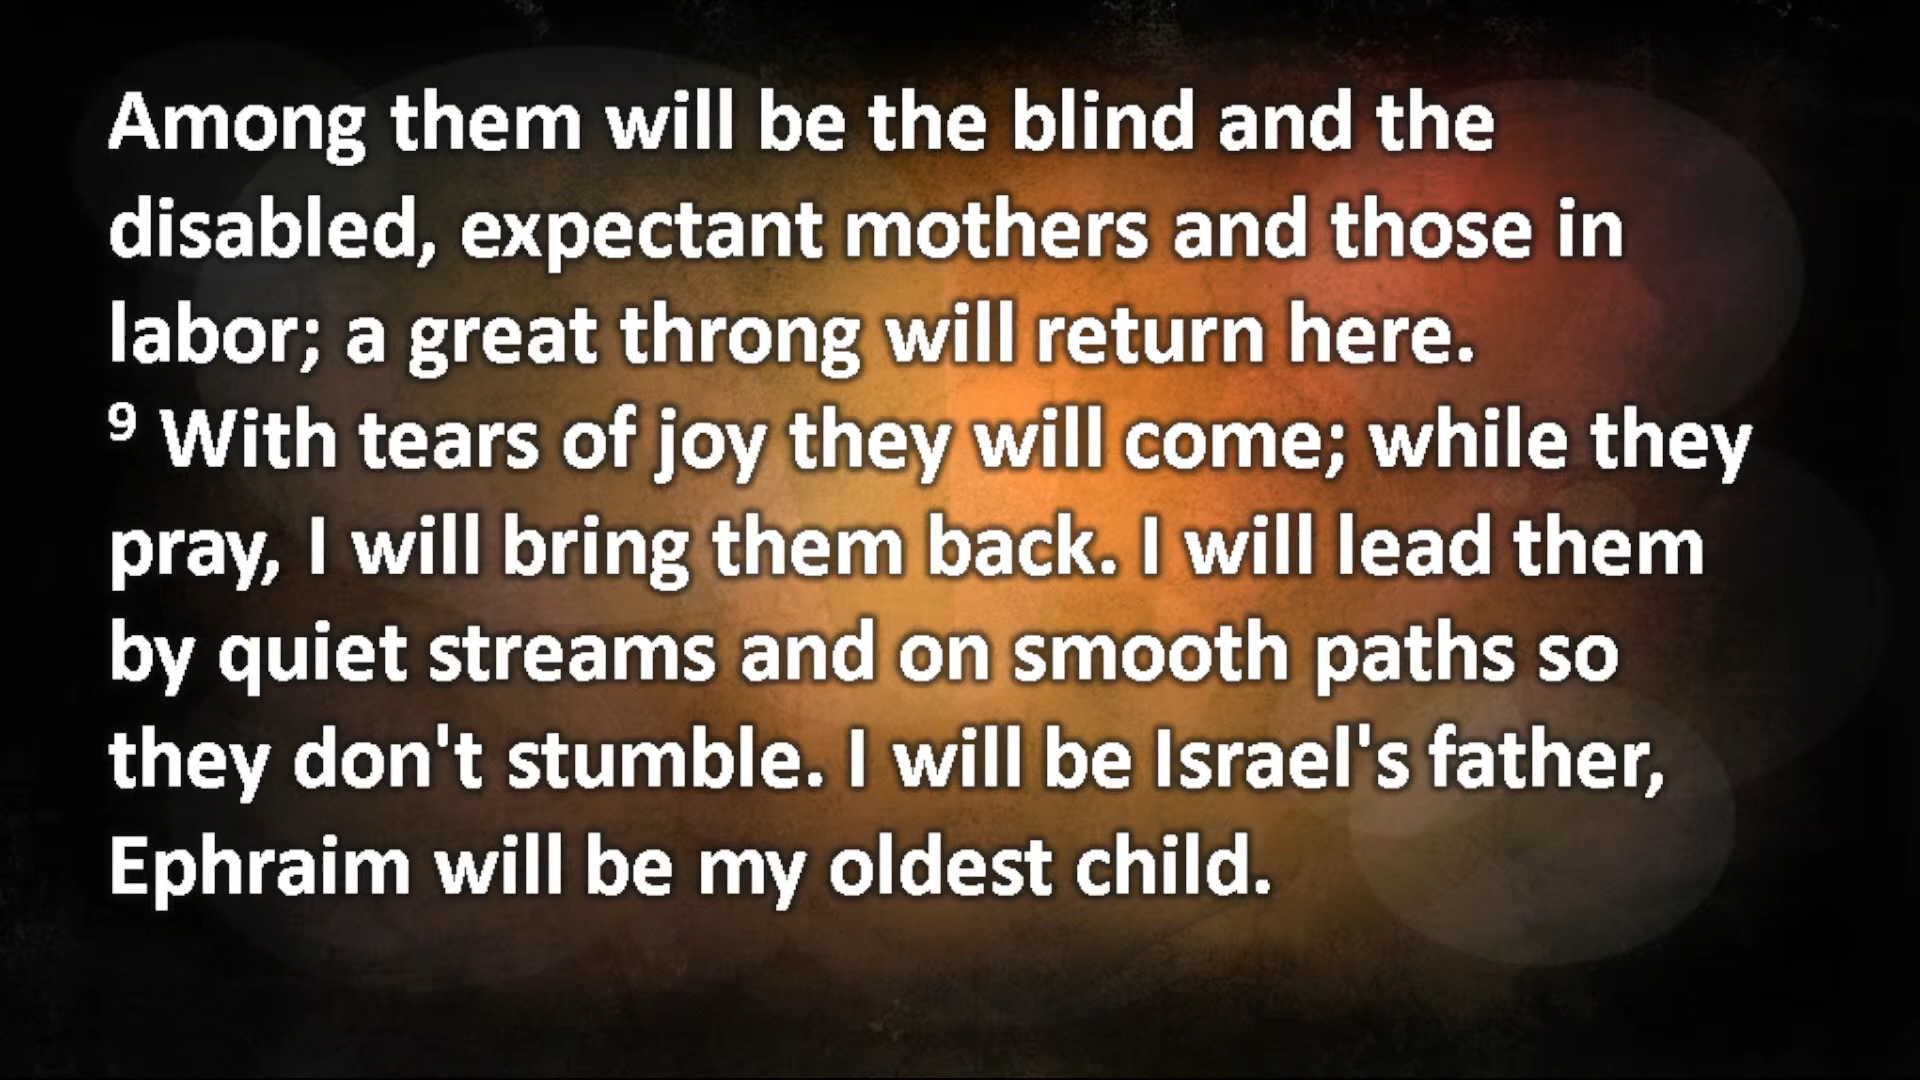 Among them will be the blind and the
disabled, expectant mothers and those in
labor; a great throng will return here.
⁹ With tears of joy they will come; while they
pray, I will bring them back. I will lead them
by quiet streams and on smooth paths so
they don't stumble. I will be Israel's father,
Ephraim will be my oldest child.